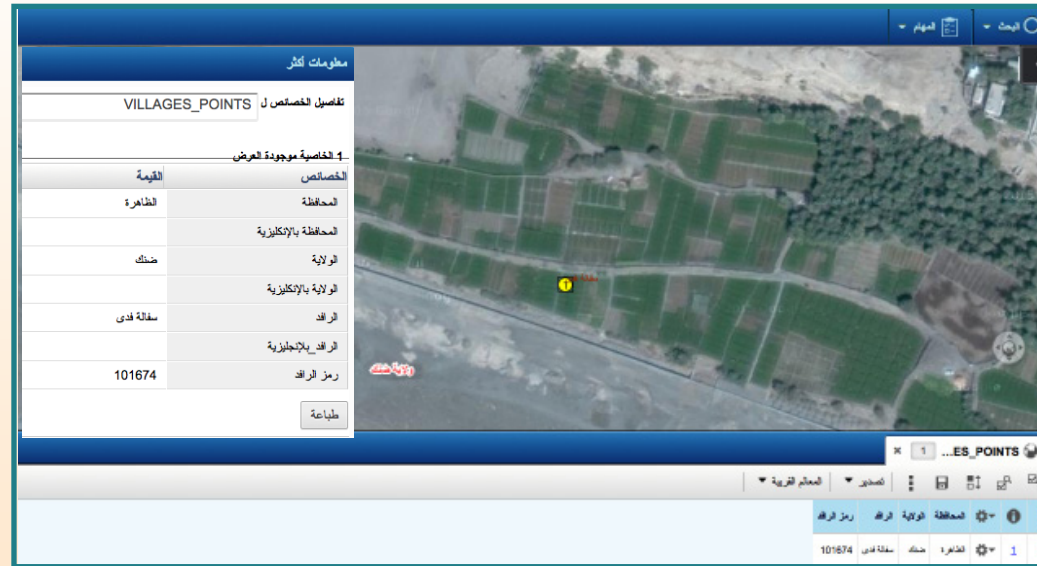 البحث
المهام
معلومات أكثر
تفاصيل الخصائص ل VILLAGES_POINTS
1 الخاصية موجودة العرض
الخصائص القيمة
المحافظة الظاهرة
المحافظة بالإنكليزية
الولاية ضنك
الولاية بالإنكليزية
الرافد سفالة فدى
الرافد_بلإنجليزية
رمز الرافد 101674
طباعة
1
ولاية ضنك
...ES_POINTS 1 ×
تصدير المعالم القريبة
المحافظة الولاية الرافد رمز الرافد
1 الظاهرة ضنك سفالة فدى 101674